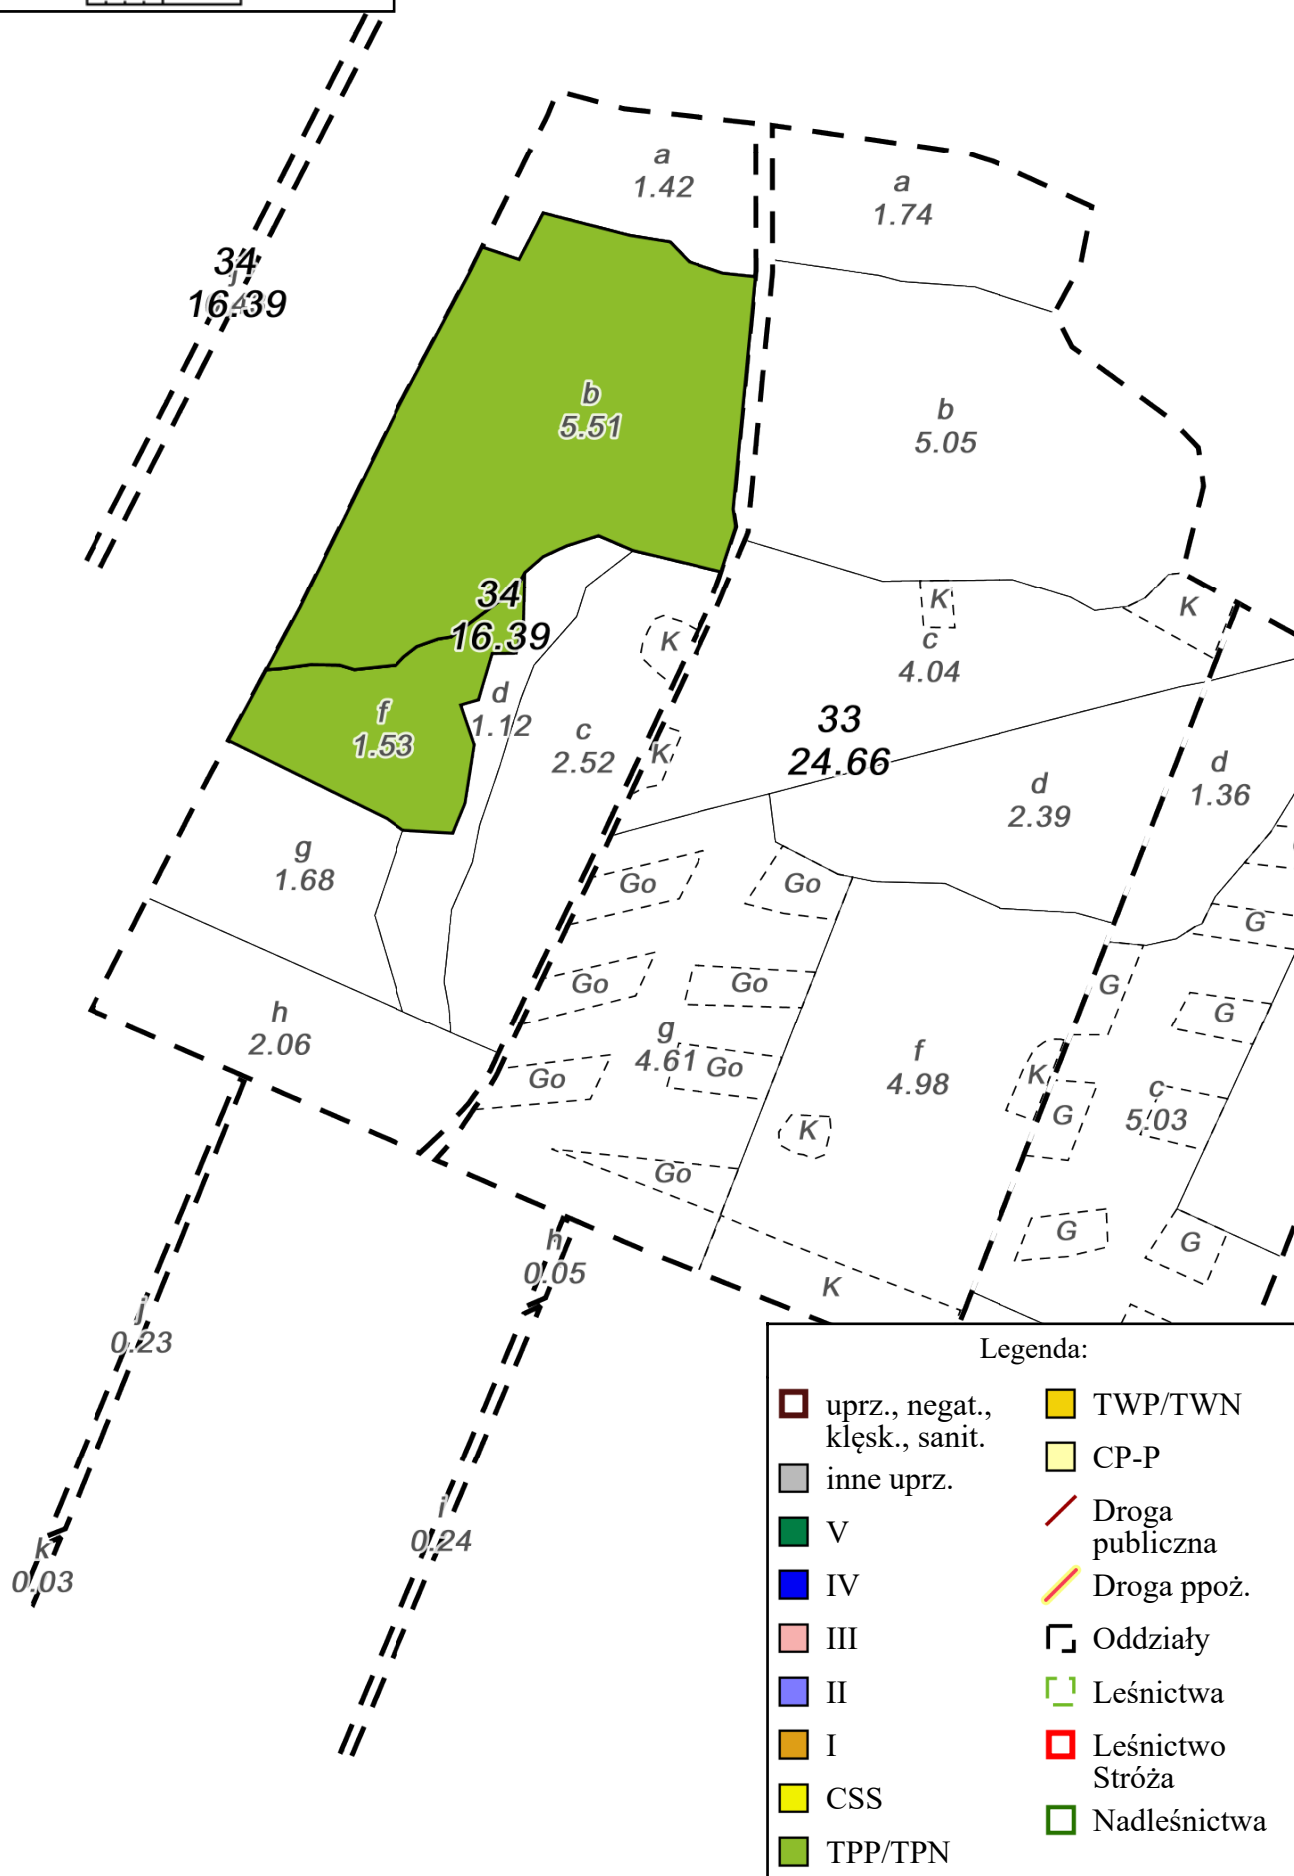 a
1.42
a
1.74
34
16.39
b
5.51
b
5.05
34
16.39
K
K
c
4.04
K
d
1.12
f
1.53
c
2.52
K
33
24.66
d
2.39
d
1.36
g
1.68
Go
Go
G
Go
Go
G
G
h
2.06
g
4.61
Go
Go
f
4.98
K
G
c
5.03
K
Go
G
G
h
0.05
K
j
0.23
i
0.24
k
0.03
Legenda:
uprz., negat.,
klęsk., sanit.
inne uprz.
V
IV
III
II
I
CSS
TPP/TPN
TWP/TWN
CP-P
Droga
publiczna
Droga ppoż.
Oddziały
Leśnictwa
Leśnictwo
Stróża
Nadleśnictwa